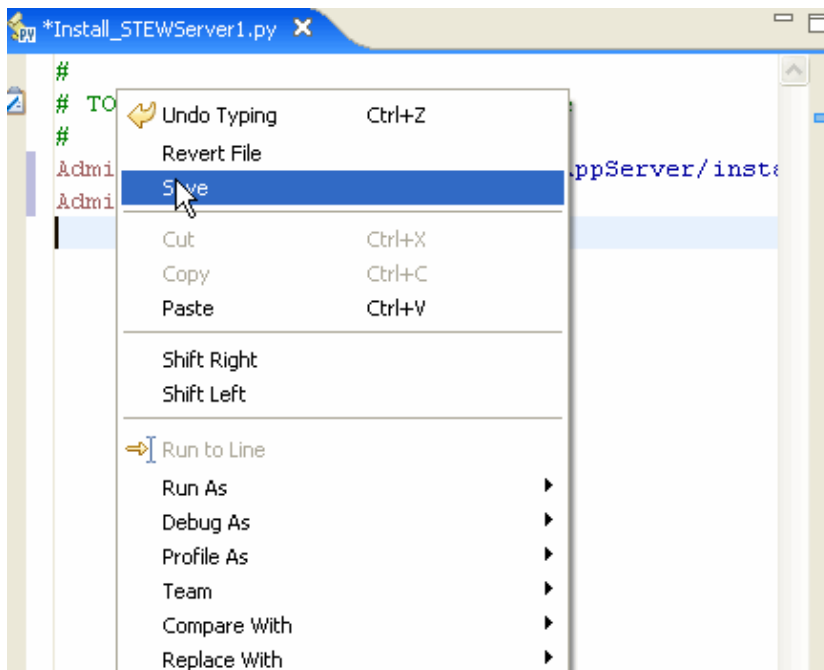 *Install_STEWServer1.py
#
# TO
#
Admi ppServer/insta
Admi
Undo Typing Ctrl+Z
Revert File
Save
Cut Ctrl+X
Copy Ctrl+C
Paste Ctrl+V
Shift Right
Shift Left
Run to Line
Run As
Debug As
Profile As
Team
Compare With
Replace With